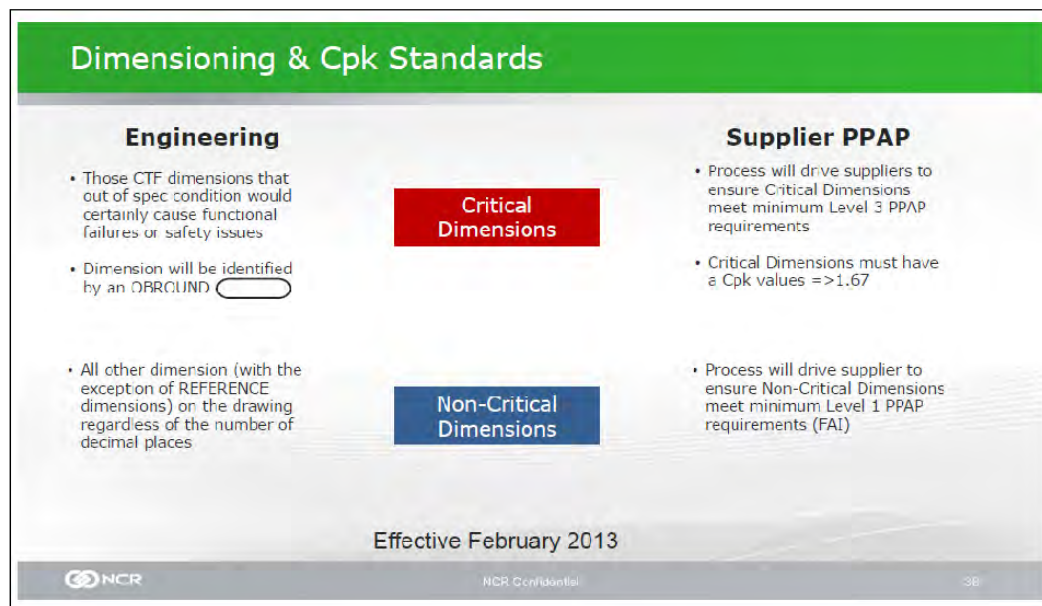 Dimensioning & Cpk Standards
Engineering
• Those CTF dimensions that
out of spec condition would
certainly cause functional
failures or safety issues
• Dimension will be identified
by an OBROUND
Critical
Dimensions
Supplier PPAP
• Process will drive suppliers to
ensure Critical Dimensions
meet minimum Level 3 PPAP
requirements
• Critical Dimensions must have
a Cpk values =>1.67
• All other dimension (with the
exception of REFERENCE
dimensions) on the drawing
regardless of the number of
decimal places
Non-Critical
Dimensions
• Process will drive supplier to
ensure Non-Critical Dimensions
meet minimum Level 1 PPAP
requirements (FAI)
Effective February 2013
NCR
NCR Confidential
38